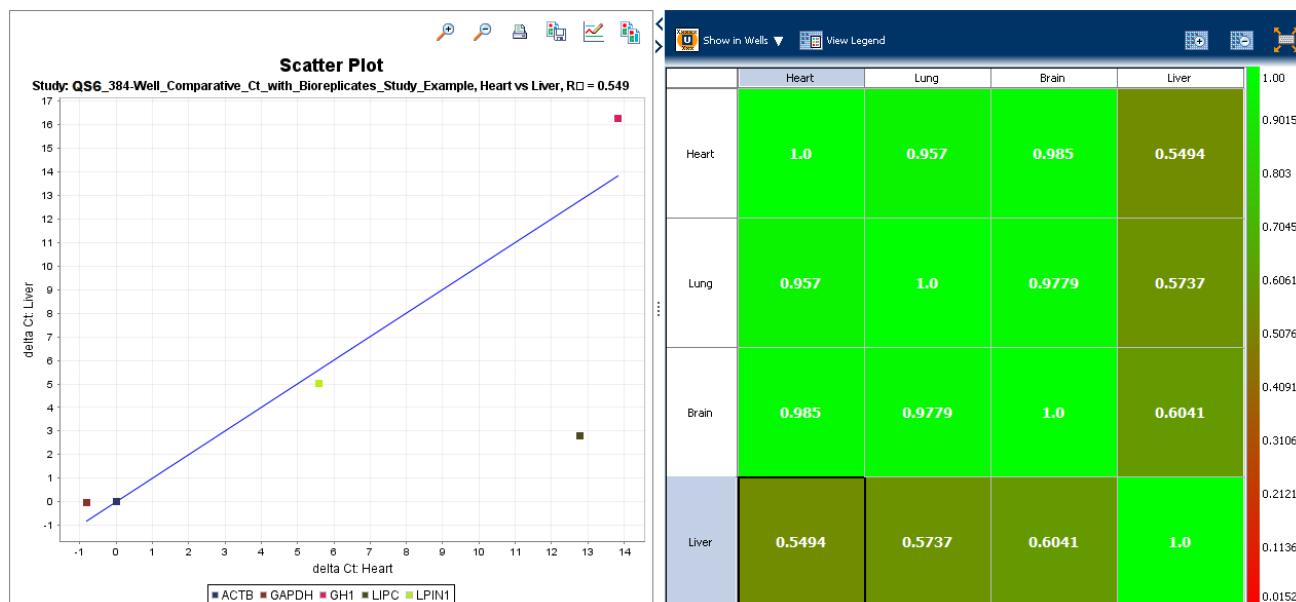 Scatter Plot
Study: QS6_384-Well_Comparative_Ct_with_Bioreplicates_Study_Example, Heart vs Liver, R□ = 0.549
17
16
15
14
13
12
11
10
9
8
7
6
5
4
3
2
1
0
-1
delta Ct: Liver
-1 0 1 2 3 4 5 6 7 8 9 10 11 12 13 14
delta Ct: Heart
ACTB GAPDH GH1 LIPC LPIN1
U Show in Wells ▼ View Legend
Heart Lung Brain Liver
Heart 1.0 0.957 0.985 0.5494
Lung 0.957 1.0 0.9779 0.5737
Brain 0.985 0.9779 1.0 0.6041
Liver 0.5494 0.5737 0.6041 1.0
1.00
0.9015
0.803
0.7045
0.6061
0.5076
0.4091
0.3106
0.2121
0.1136
0.0152